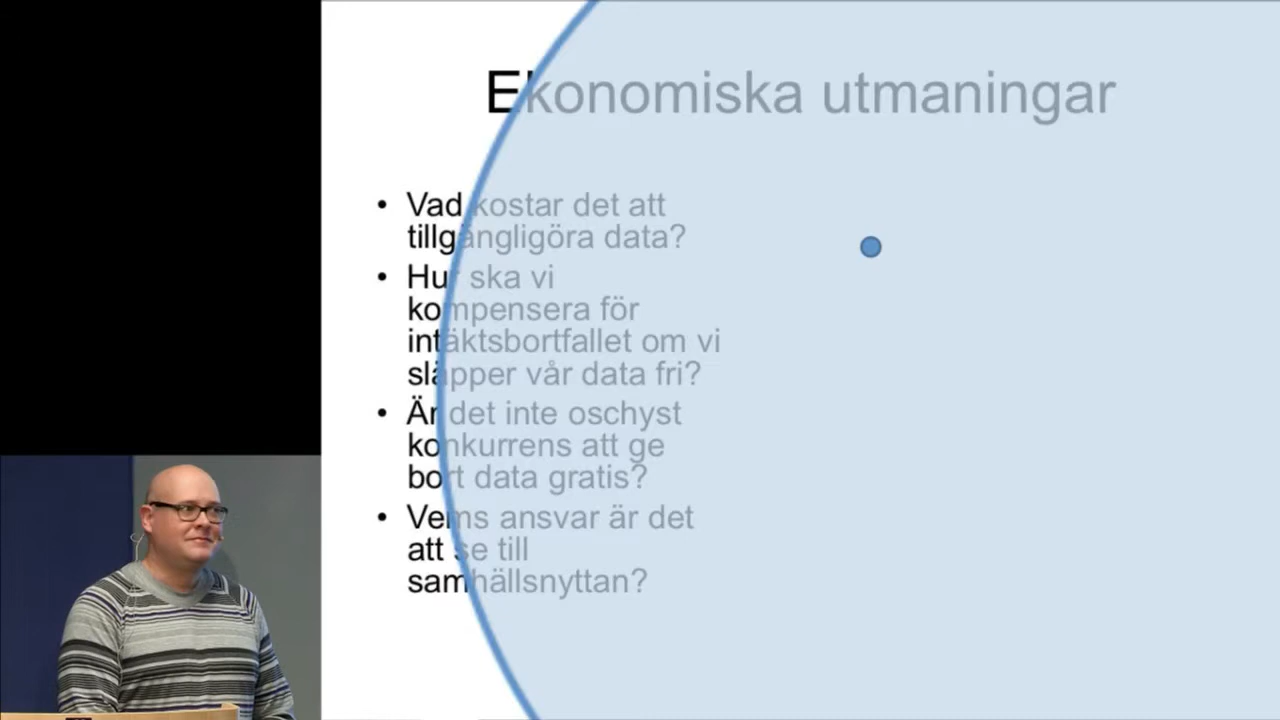 Ekonomiska utmaningar
• Vad kostar det att
tillgängligöra data?
• Hur ska vi
kompensera för
intäktsbortfallet om vi
släpper vår data fri?
• Är det inte oschyst
konkurrens att ge
bort data gratis?
• Vems ansvar är det
att se till
samhällsnyttan?